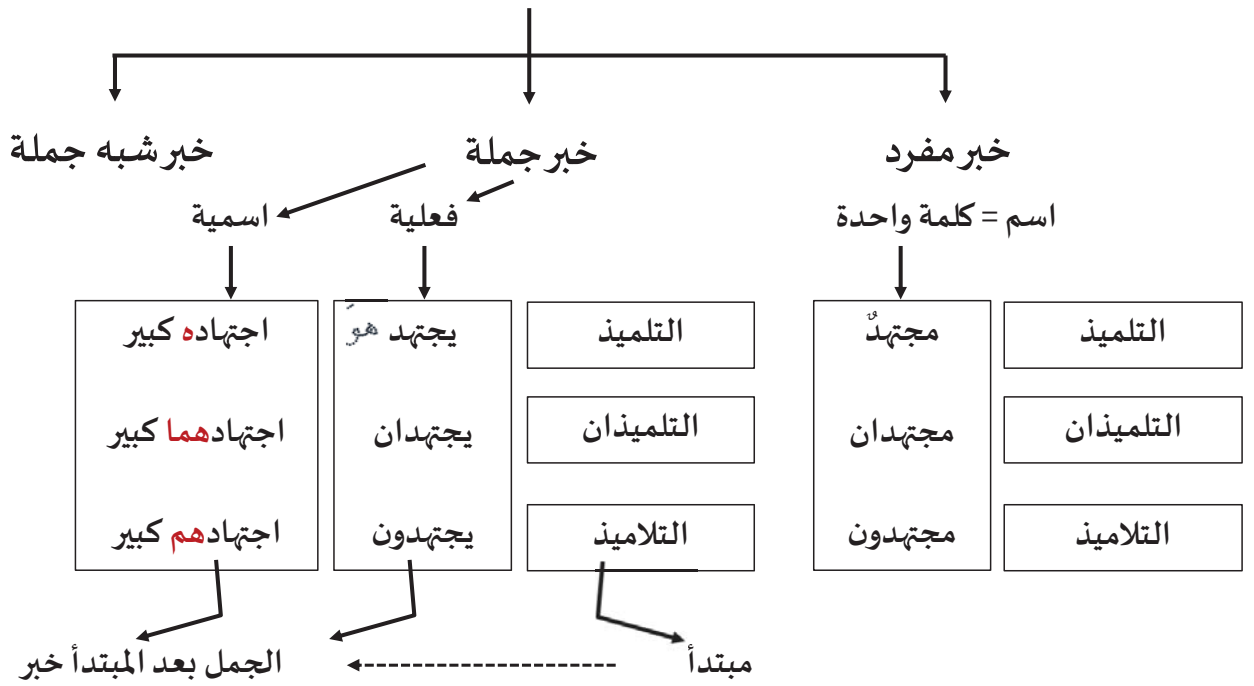 خبر مفرد خبر جملة خبر شبه جملة
اسم = كلمة واحدة فعلية اسمية
التلميذ مجتهدٌ التلميذ يجتهد هوَ اجتهاده كبير
التلميذان مجتهدان التلميذان يجتهدان اجتهادهما كبير
التلاميذ مجتهدون التلاميذ يجتهدون اجتهادهم كبير
مبتدأ الجمل بعد المبتدأ خبر